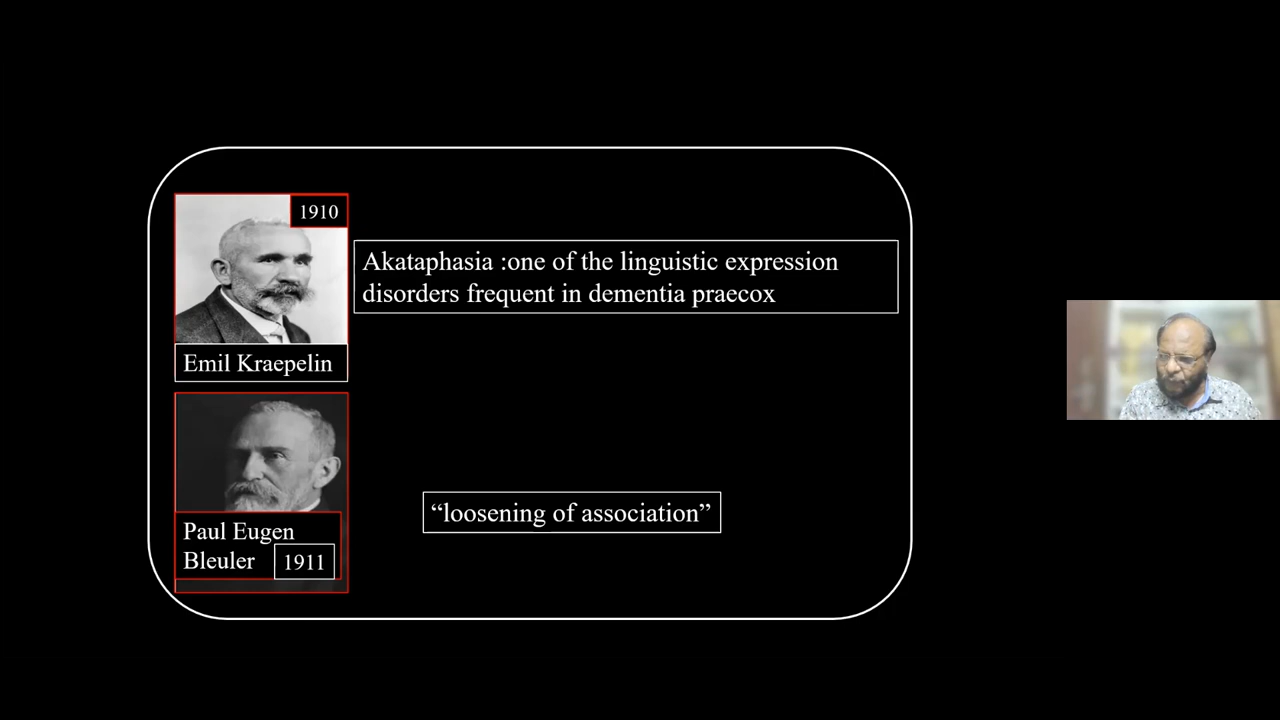 1910
Akataphasia :one of the linguistic expression
disorders frequent in dementia praecox
Emil Kraepelin
“loosening of association”
Paul Eugen
Bleuler
1911